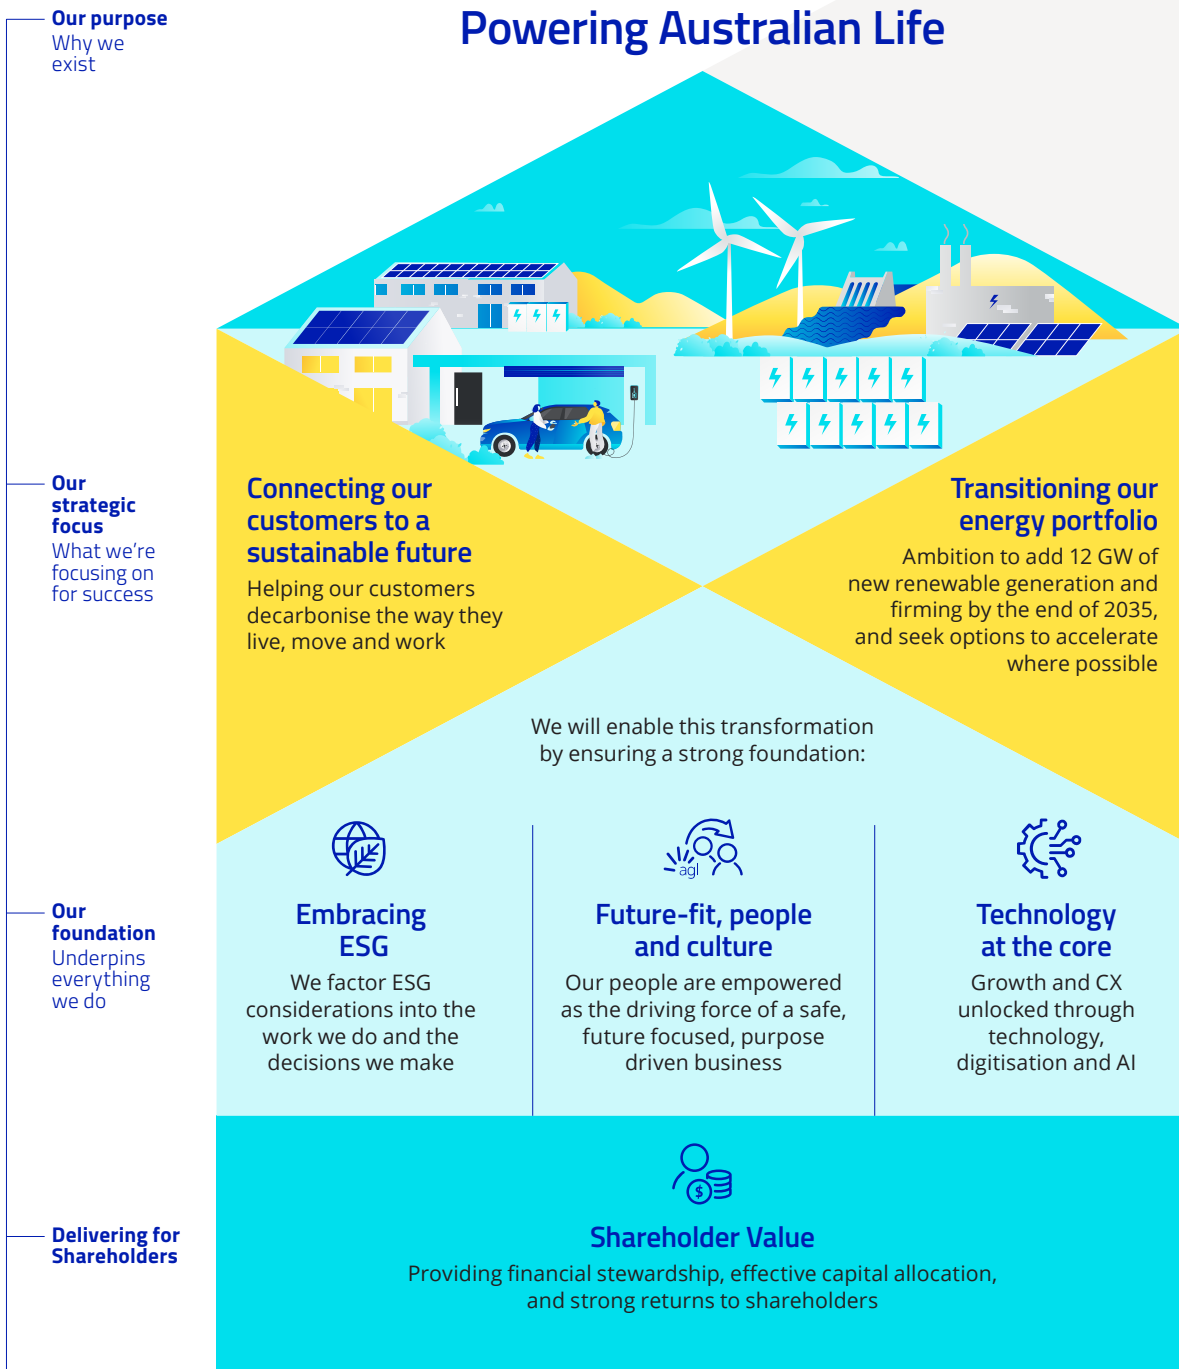 Our purpose
Why we
exist
Powering Australian Life
Our
strategic
focus
What we're
focusing on
for success
Connecting our
customers to a
sustainable future
Helping our customers
decarbonise the way they
live, move and work
Transitioning our
energy portfolio
Ambition to add 12 GW of
new renewable generation and
firming by the end of 2035,
and seek options to accelerate
where possible
We will enable this transformation
by ensuring a strong foundation:
Our
foundation
Underpins
everything
we do
Embracing
ESG
We factor ESG
considerations into the
work we do and the
decisions we make
agl
Future-fit, people
and culture
Our people are empowered
as the driving force of a safe,
future focused, purpose
driven business
Technology
at the core
Growth and CX
unlocked through
technology,
digitisation and AI
Delivering for
Shareholders
$
Shareholder Value
Providing financial stewardship, effective capital allocation,
and strong returns to shareholders